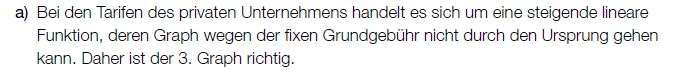 a) Bei den Tarifen des privaten Unternehmens handelt es sich um eine steigende lineare
Funktion, deren Graph wegen der fixen Grundgebühr nicht durch den Ursprung gehen
kann. Daher ist der 3. Graph richtig.